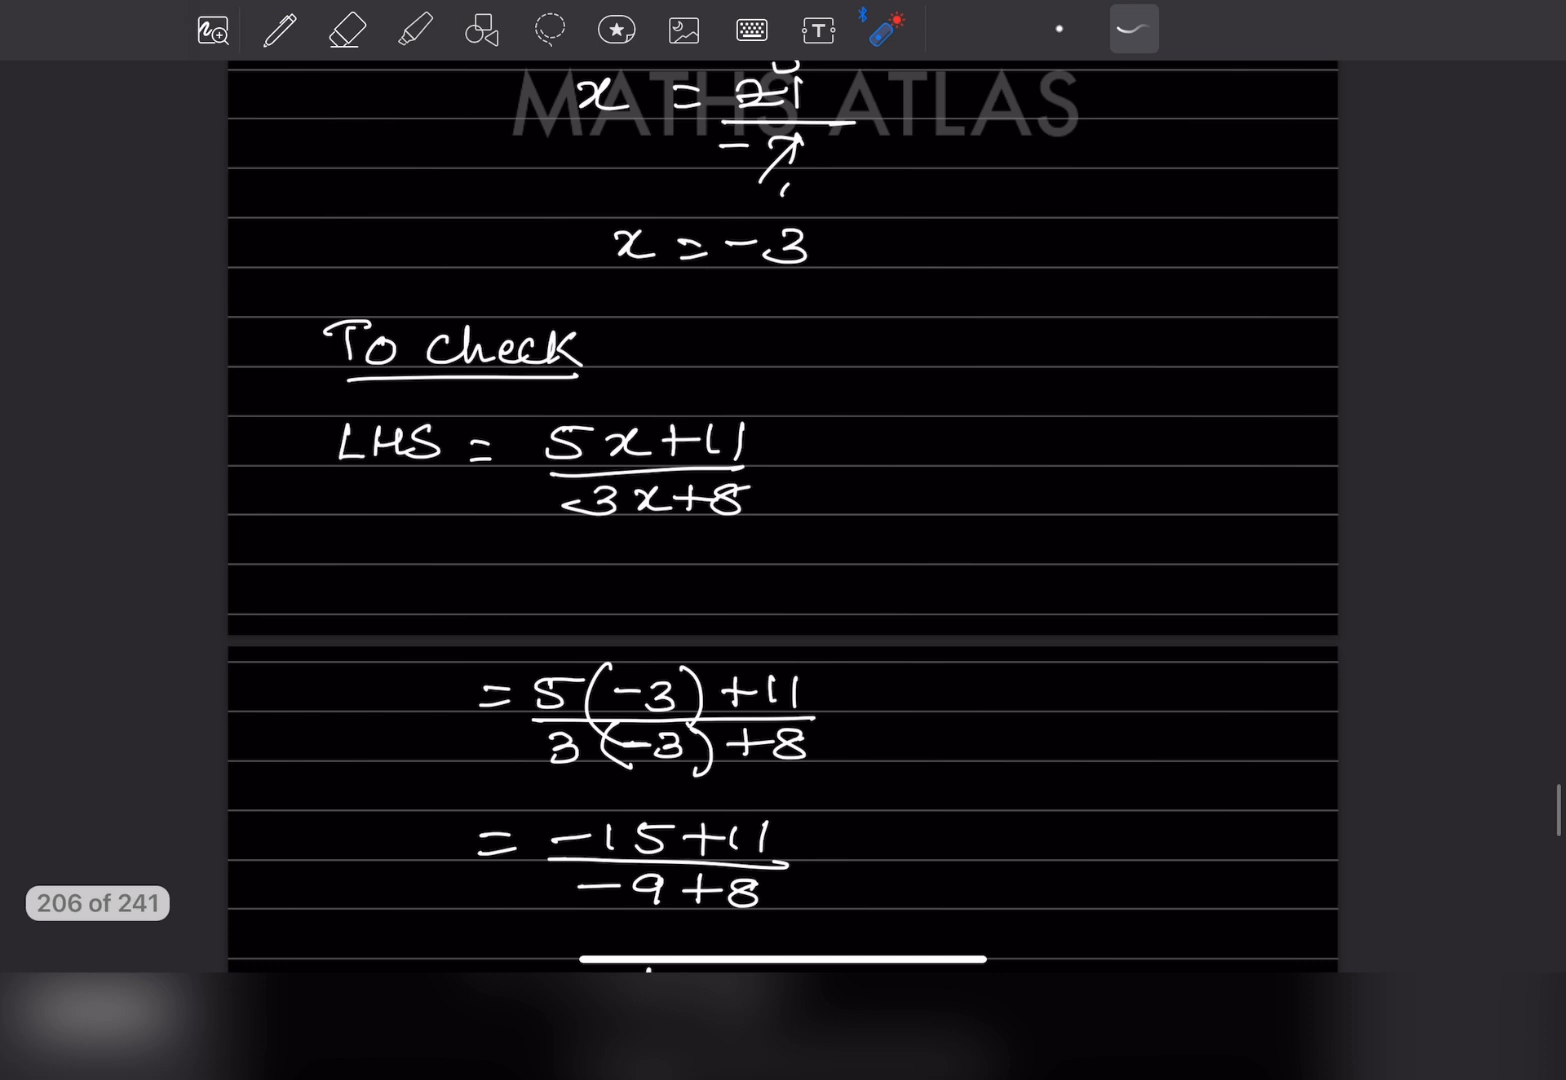 MATHS ATLAS
x = 21
- 7
x = -3
To check
LHS = 5x+11
3x+8
= 5(-3) +11
3(-3) +8
= -15+11
-9+8
206 of 241